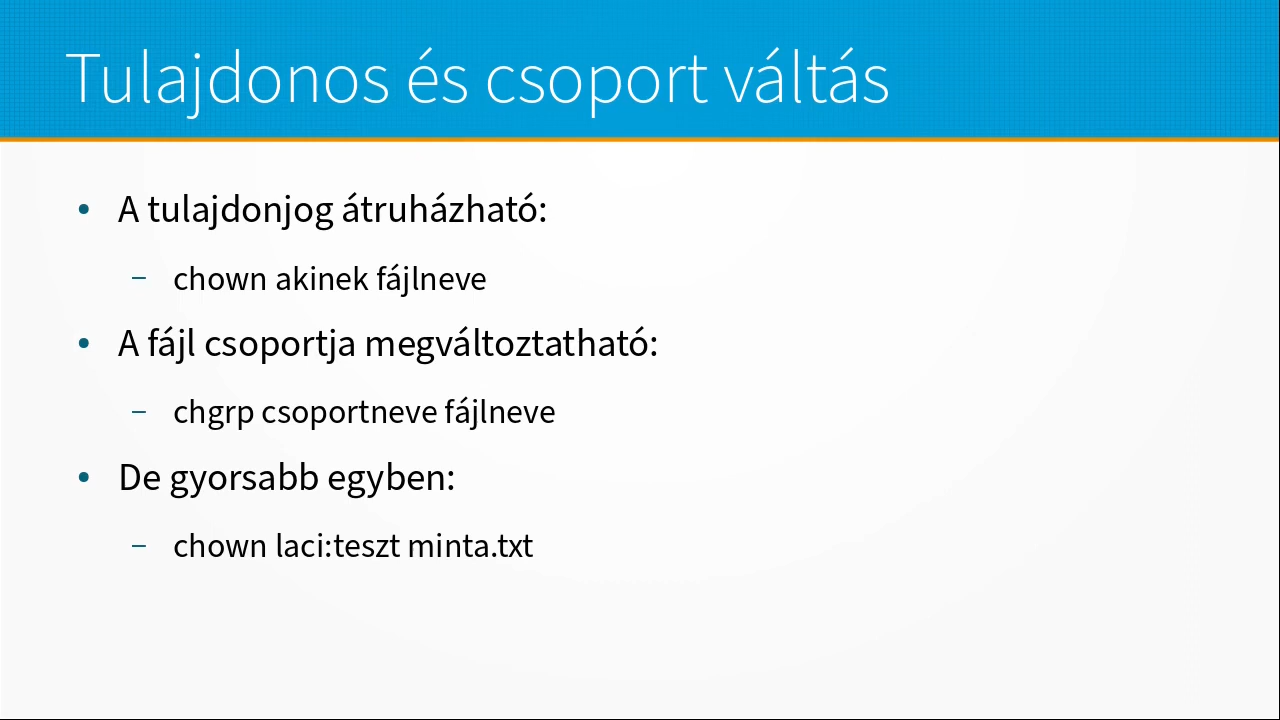 Tulajdonos és csoport váltás
• A tulajdonjog átruházható:
– chown akinek fájlneve
• A fájl csoportja megváltoztatható:
– chgrp csoportneve fájlneve
• De gyorsabb egyben:
– chown laci:teszt minta.txt